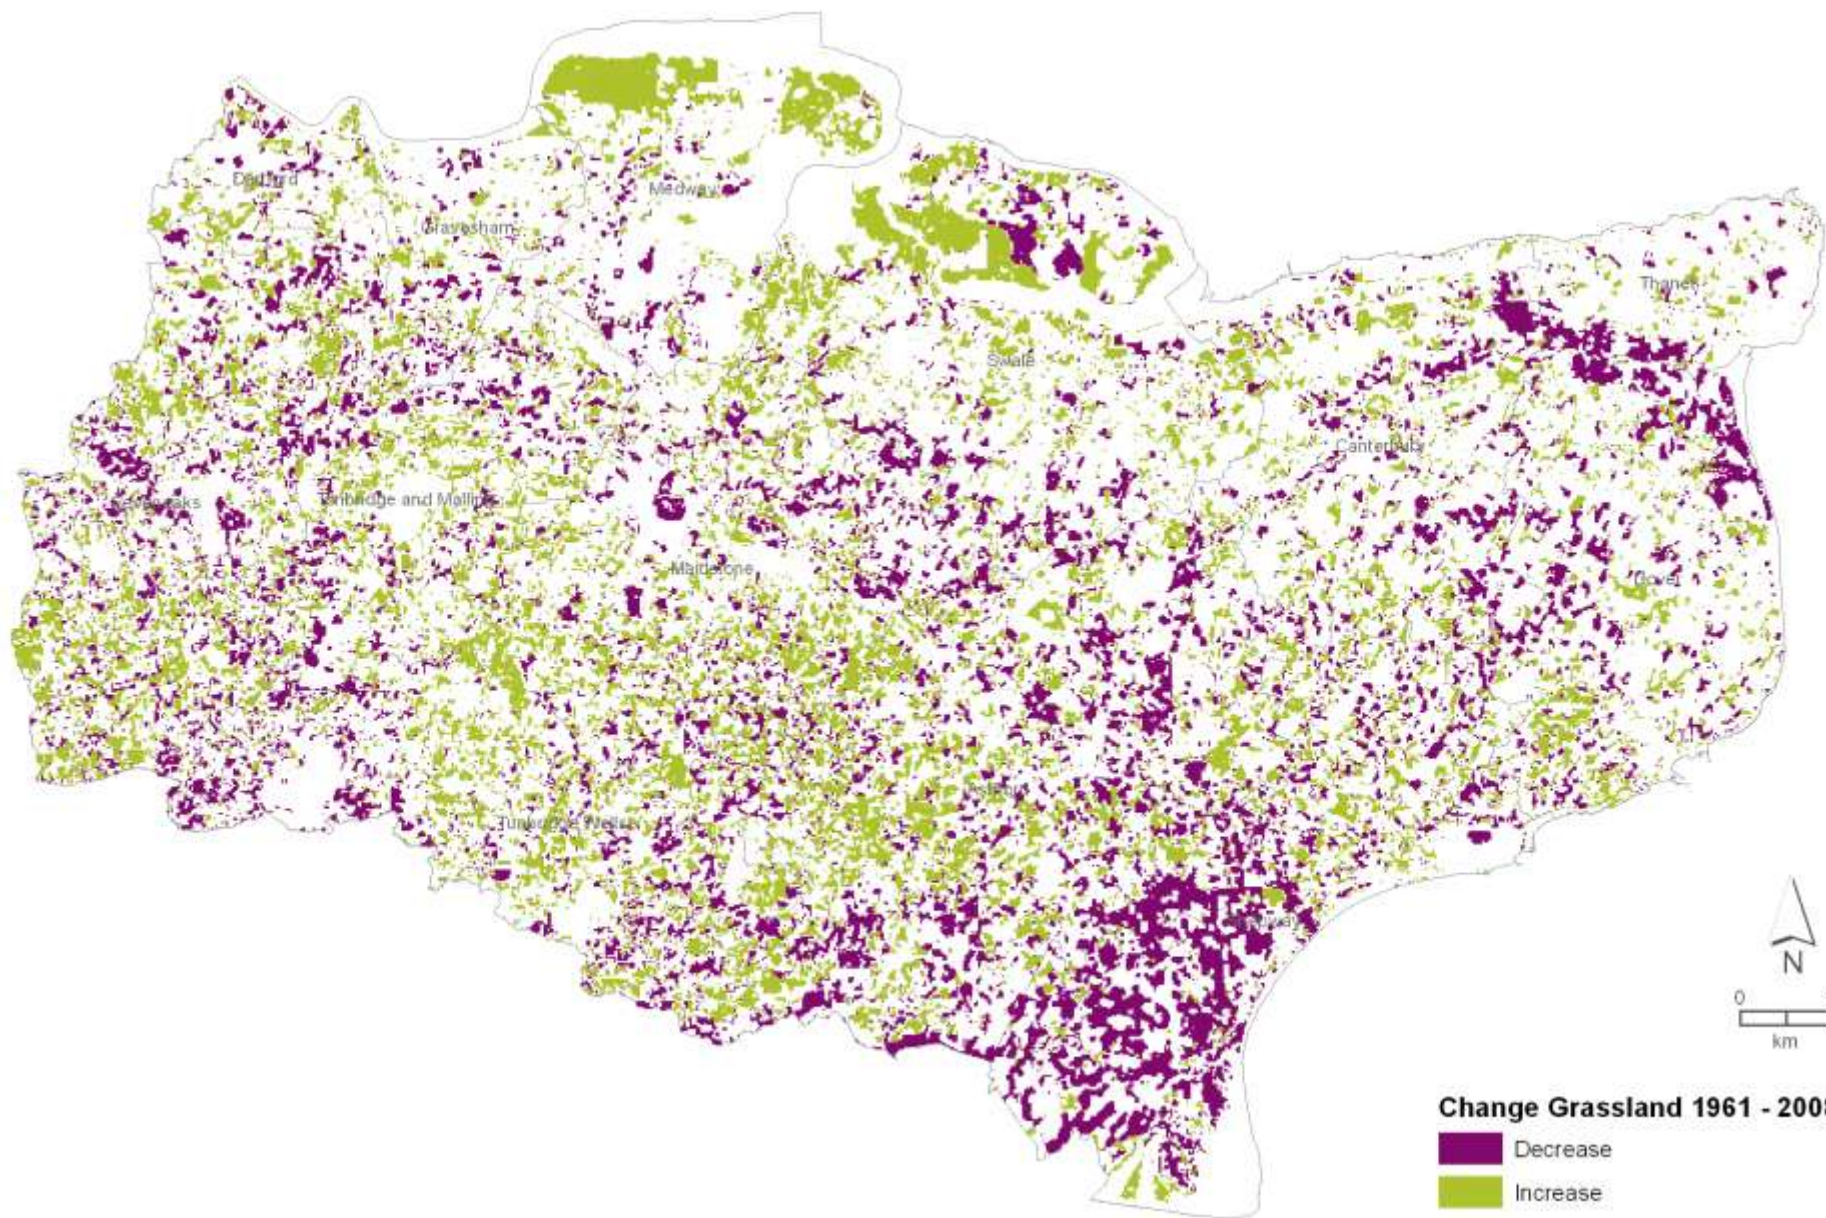 Dartford
Medway
Gravesham
Thanet
Swale
Canterbury
Sevenoaks
Tonbridge and Malling
Maidstone
Dover
Ashford
Tunbridge Wells
N
0
km
Change Grassland 1961 - 2008
Decrease
Increase